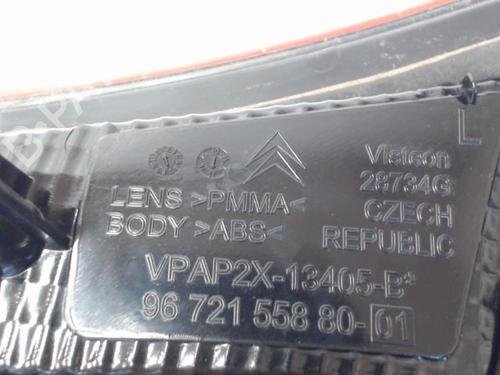 L
Visteon
28734G
LENS >PMMA<
CZECH
BODY >ABS<
REPUBLIC
VPAP2X-13405-B*
96 721 558 80-01